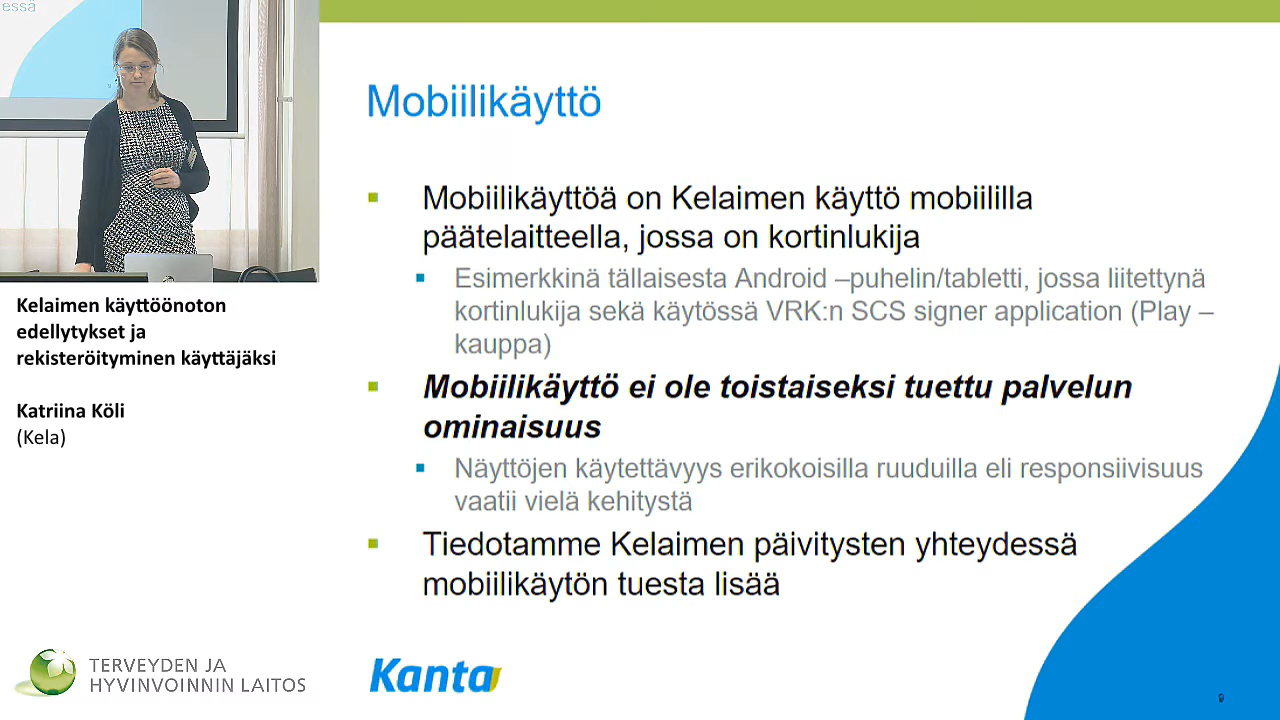 essä
Kelaimen käyttöönoton
edellytykset ja
rekisteröityminen käyttäjäksi
Katriina Köli
(Kela)
TERVEYDEN JA
HYVINVOINNIN LAITOS
Mobiilikäyttö
Mobiilikäyttöä on Kelaimen käyttö mobiililla
päätelaitteella, jossa on kortinlukija
Esimerkkinä tällaisesta Android –puhelin/tabletti, jossa liitettynä
kortinlukija sekä käytössä VRK:n SCS signer application (Play –
kauppa)
Mobiilikäyttö ei ole toistaiseksi tuettu palvelun
ominaisuus
Näyttöjen käytettävyys erikokoisilla ruuduilla eli responsiivisuus
vaatii vielä kehitystä
Tiedotamme Kelaimen päivitysten yhteydessä
mobiilikäytön tuesta lisää
Kanta
9